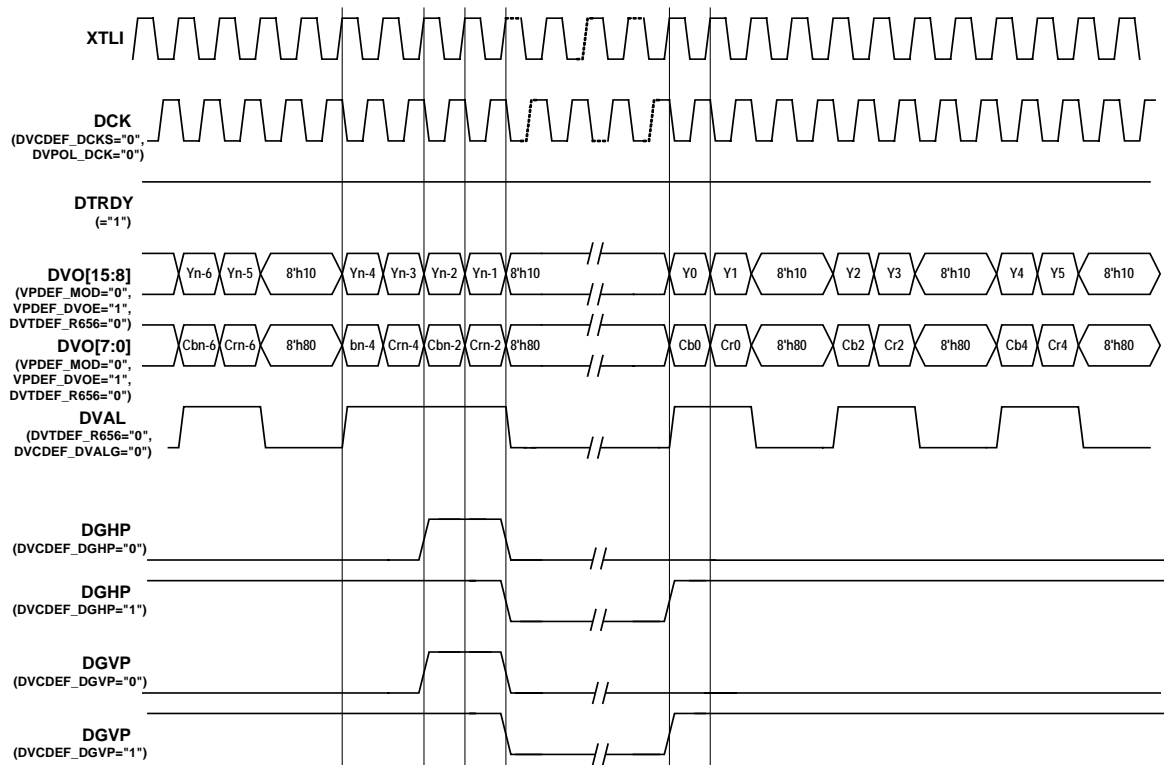 XTLI
DCK
(DVCDEF_DCKS="0",
DVPOL_DCK="0")
DTRDY
(="1")
DVO[15:8]
(VPDEF_MOD="0",
VPDEF_DVOE="1",
DVTDEF_R656="0")
Yn-6 Yn-5 8'h10 Yn-4 Yn-3 Yn-2 Yn-1 8'h10 Y0 Y1 8'h10 Y2 Y3 8'h10 Y4 Y5 8'h10
DVO[7:0]
(VPDEF_MOD="0",
VPDEF_DVOE="1",
DVTDEF_R656="0")
Cbn-6 Crn-6 8'h80 bn-4 Crn-4 Cbn-2 Crn-2 8'h80 Cb0 Cr0 8'h80 Cb2 Cr2 8'h80 Cb4 Cr4 8'h80
DVAL
(DVTDEF_R656="0",
DVCDEF_DVALG="0")
DGHP
(DVCDEF_DGHP="0")
DGHP
(DVCDEF_DGHP="1")
DGVP
(DVCDEF_DGVP="0")
DGVP
(DVCDEF_DGVP="1")